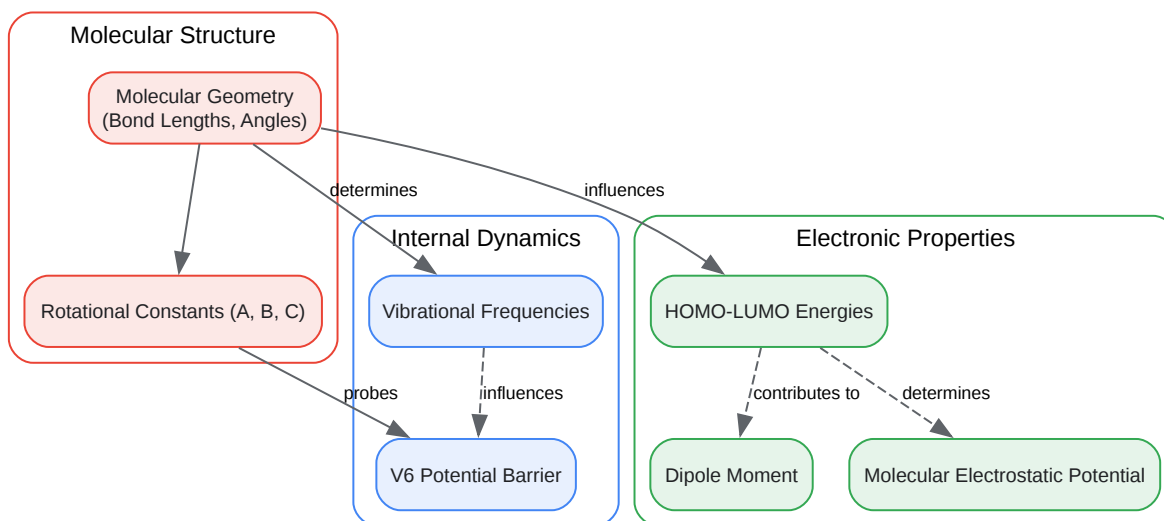 Molecular Structure
Molecular Geometry
(Bond Lengths, Angles)
determines
influences
Internal Dynamics
Electronic Properties
Rotational Constants (A, B, C)
Vibrational Frequencies
HOMO-LUMO Energies
probes
influences
contributes to
determines
V6 Potential Barrier
Dipole Moment
Molecular Electrostatic Potential